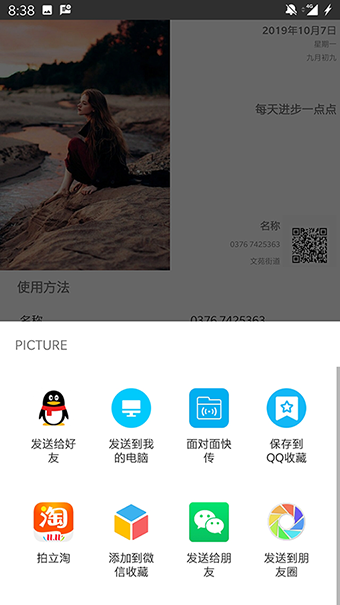 8:38
4G
2019年10月7日
星期一
九月初九
每天进步一点点
名称
0376 7425363
文苑街道
使用方法
名称
0376 7425363
PICTURE
发送给好
友
发送到我
的电脑
面对面快
传
保存到
QQ收藏
淘
11.11
拍立淘
添加到微
信收藏
发送给朋
友
发送到朋
友圈